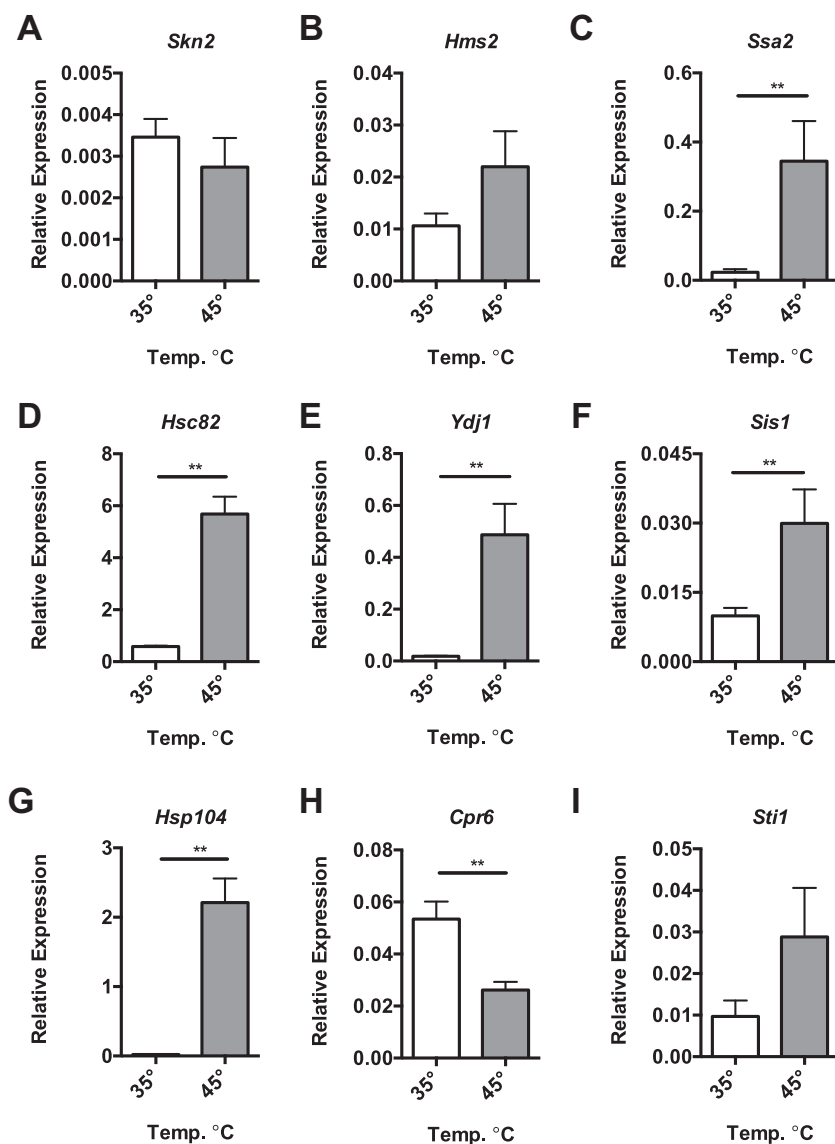 A
Skn2
Relative Expression
0.005
0.004
0.003
0.002
0.001
0.000
35°
45°
Temp. °C
B
Hms2
Relative Expression
0.04
0.03
0.02
0.01
0.00
35°
45°
Temp. °C
C
Ssa2
Relative Expression
0.6
0.4
0.2
0.0
**
35°
45°
Temp. °C
D
Hsc82
Relative Expression
8
6
4
2
0
**
35°
45°
Temp. °C
E
Ydj1
Relative Expression
0.8
0.6
0.4
0.2
0.0
**
35°
45°
Temp. °C
F
Sis1
Relative Expression
0.045
0.030
0.015
0.000
**
35°
45°
Temp. °C
G
Hsp104
Relative Expression
3
2
1
0
**
35°
45°
Temp. °C
H
Cpr6
Relative Expression
0.08
0.06
0.04
0.02
0.00
**
35°
45°
Temp. °C
I
Sti1
Relative Expression
0.05
0.04
0.03
0.02
0.01
0.00
35°
45°
Temp. °C